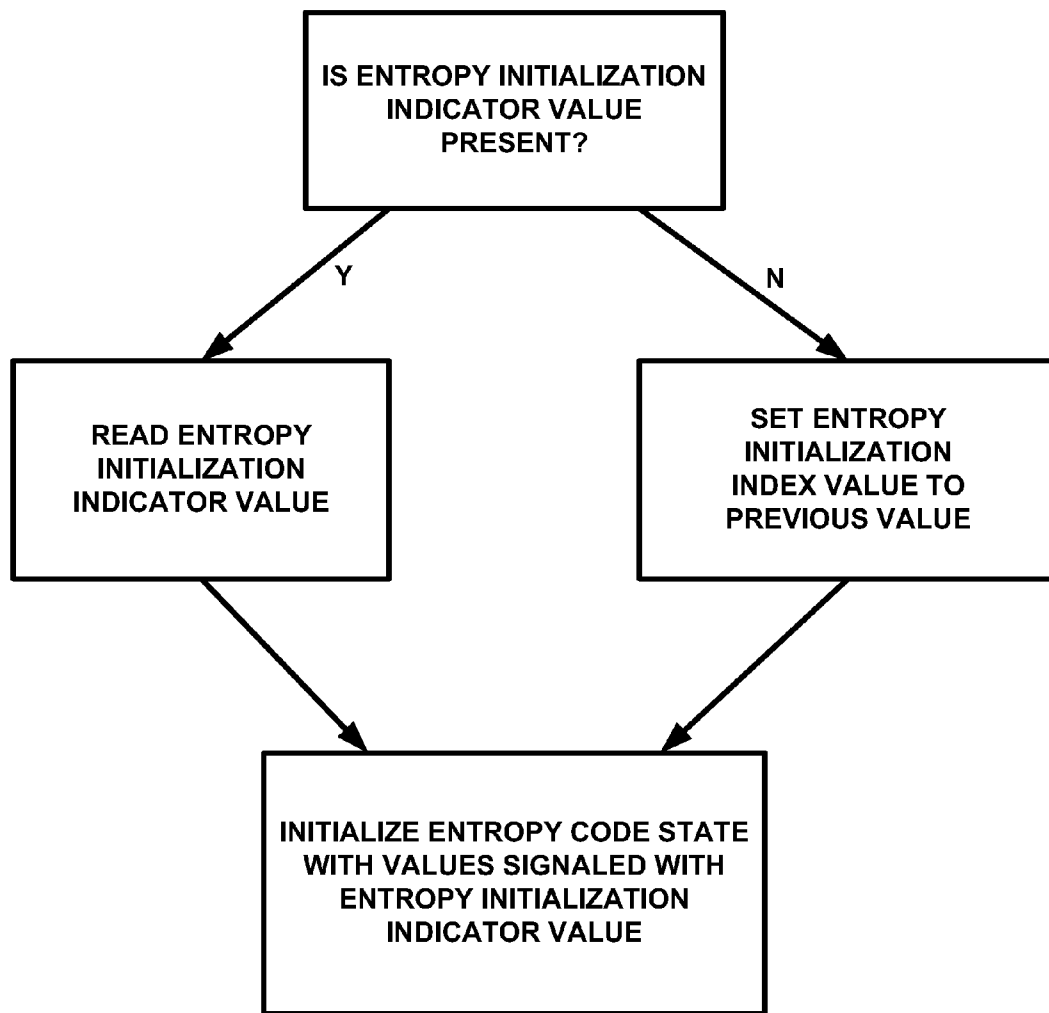 IS ENTROPY INITIALIZATION
INDICATOR VALUE
PRESENT?
Y
N
READ ENTROPY
INITIALIZATION
INDICATOR VALUE
SET ENTROPY
INITIALIZATION
INDEX VALUE TO
PREVIOUS VALUE
INITIALIZE ENTROPY CODE STATE
WITH VALUES SIGNALED WITH
ENTROPY INITIALIZATION
INDICATOR VALUE